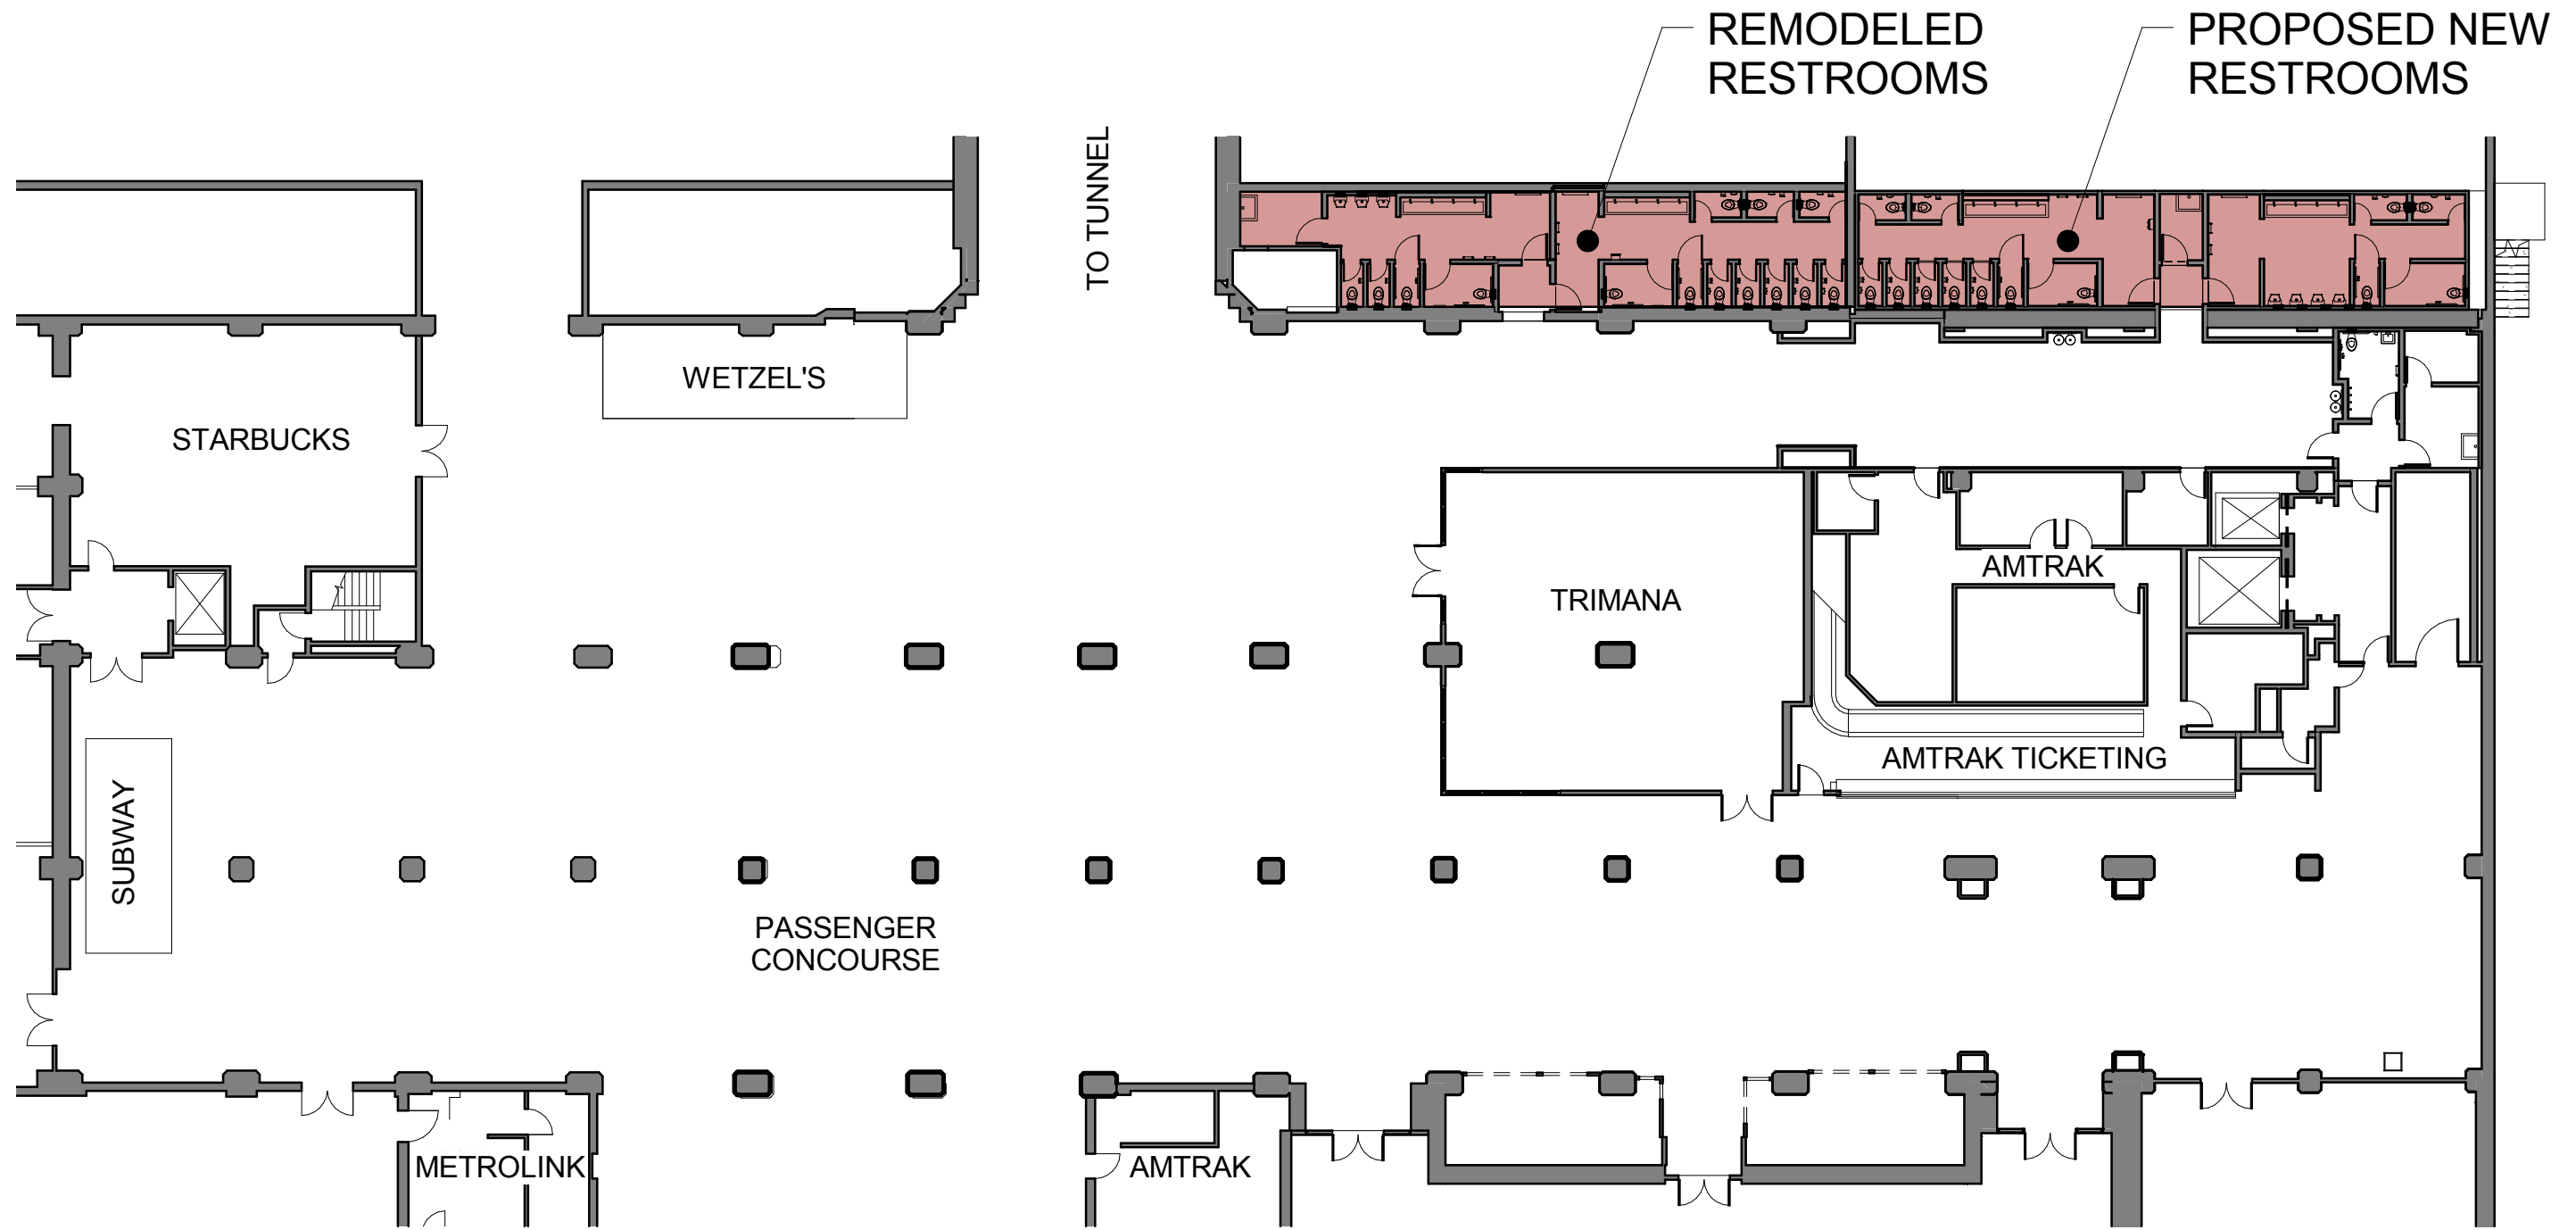 REMODELED
RESTROOMS
PROPOSED NEW
RESTROOMS
TO TUNNEL
WETZEL'S
STARBUCKS
AMTRAK
TRIMANA
AMTRAK TICKETING
SUBWAY
PASSENGER
CONCOURSE
METROLINK
AMTRAK